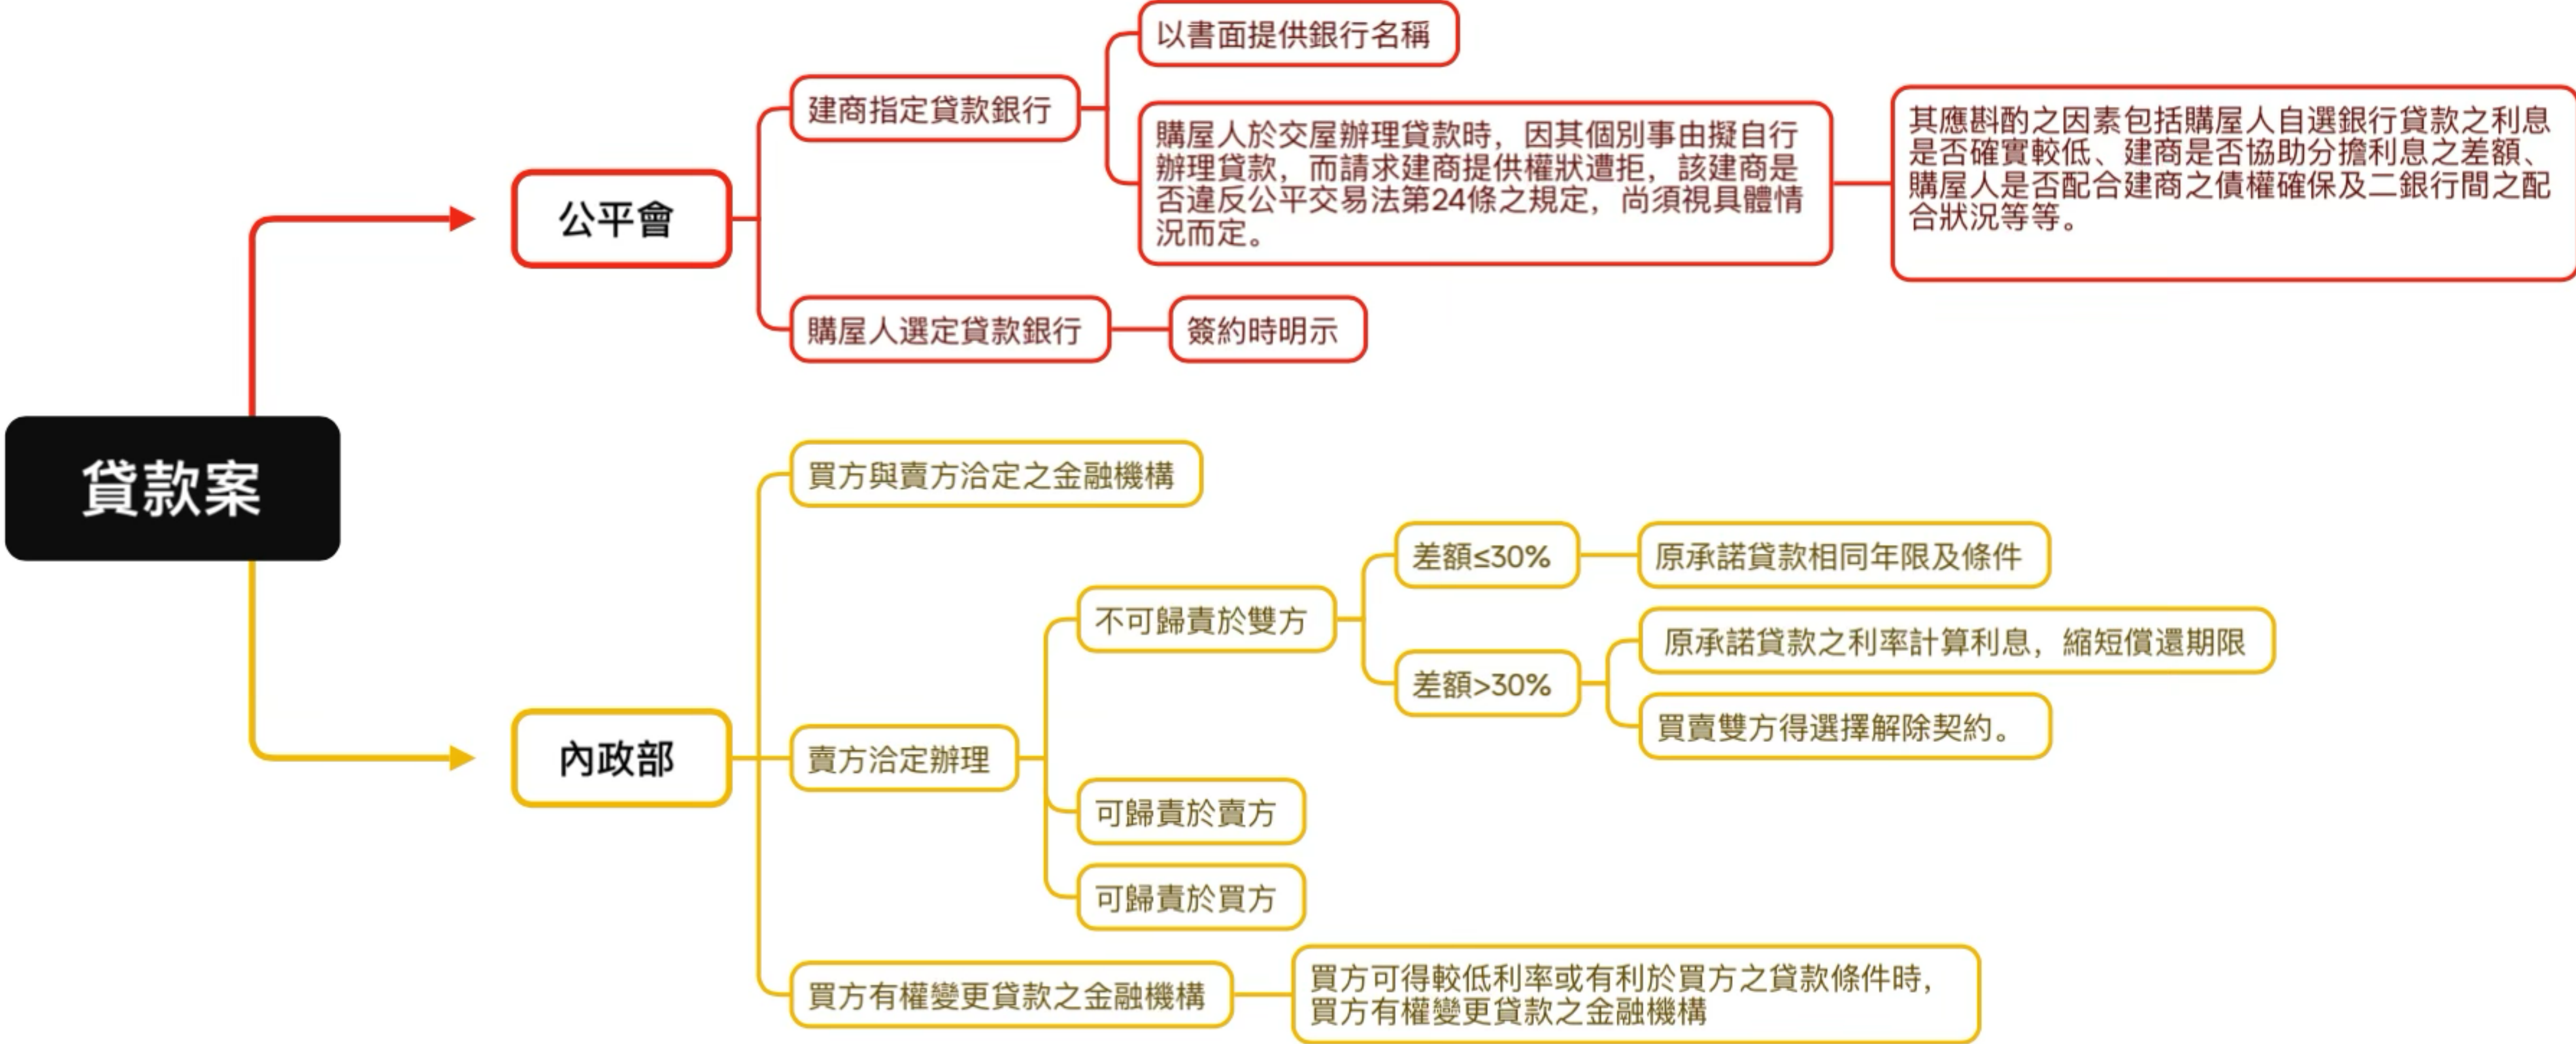 貸款案
公平會
建商指定貸款銀行
以書面提供銀行名稱
購屋人於交屋辦理貸款時，因其個別事由擬自行
辦理貸款，而請求建商提供權狀遭拒，該建商是
否違反公平交易法第24條之規定，尚須視具體情
況而定。
其應斟酌之因素包括購屋人自選銀行貸款之利息
是否確實較低、建商是否協助分擔利息之差額、
購屋人是否配合建商之債權確保及二銀行間之配
合狀況等等。
購屋人選定貸款銀行
簽約時明示
內政部
買方與賣方洽定之金融機構
賣方洽定辦理
不可歸責於雙方
差額≤30%
原承諾貸款相同年限及條件
差額>30%
原承諾貸款之利率計算利息，縮短償還期限
買賣雙方得選擇解除契約。
可歸責於賣方
可歸責於買方
買方有權變更貸款之金融機構
買方可得較低利率或有利於買方之貸款條件時，
買方有權變更貸款之金融機構